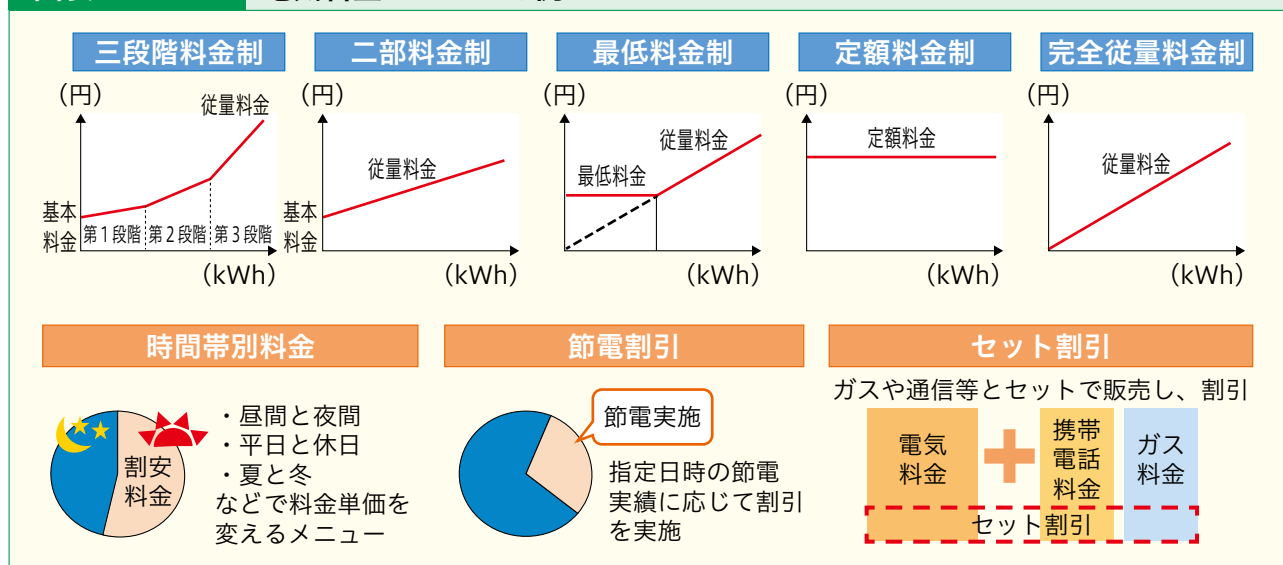 三段階料金制
二部料金制
最低料金制
定額料金制
完全従量料金制
（円）
従量料金
基本
料金
第1段階
第2段階
第3段階
（kWh）
（円）
従量料金
基本
料金
（kWh）
（円）
従量料金
最低料金
（kWh）
（円）
定額料金
（kWh）
（円）
従量料金
（kWh）
時間帯別料金
割安
料金
・昼間と夜間
・平日と休日
・夏と冬
などで料金単価を
変えるメニュー
節電割引
節電実施
指定日時の節電
実績に応じて割引
を実施
セット割引
ガスや通信等とセットで販売し、割引
電気
料金
携帯
電話
料金
ガス
料金
セット割引